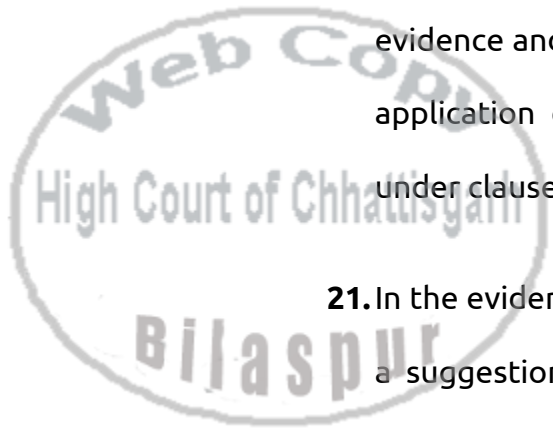 Web Copy
High Court of Chhattisgarh
Bilaspur
evidence and
application
under clause
21. In the eviden
a suggestion